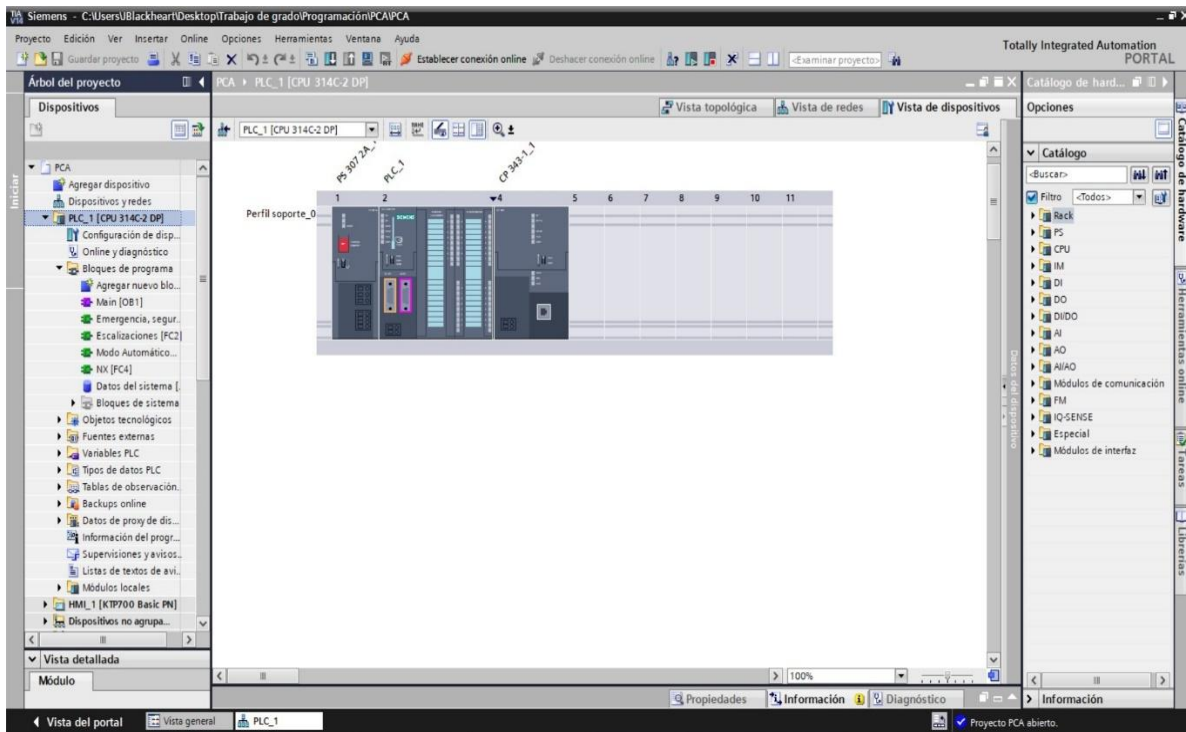 Siemens - C:\Users\JBlackheart\Desktop\Trabajo de grado\Programación\PCA\PCA
Proyecto Edición Ver Insertar Online Opciones Herramientas Ventana Ayuda
Totally Integrated Automation
PORTAL
Guardar proyecto Establecer conexión online Deshacer conexión online <Examinar proyecto>
Árbol del proyecto
Dispositivos
PCA
Agregar dispositivo
Dispositivos y redes
PLC_1 [CPU 314C-2 DP]
Configuración de disp...
Online y diagnóstico
Bloques de programa
Agregar nuevo blo...
Main [OB1]
Emergencia, segur...
Escalizaciones [FC2]
Modo Automático...
NX [FC4]
Datos del sistema [...
Bloques de sistema
Objetos tecnológicos
Fuentes externas
Variables PLC
Tipos de datos PLC
Tablas de observación...
Backups online
Datos de proxy de dis...
Información del progr...
Supervisiones y avisos...
Listas de textos de avi...
Módulos locales
HMI_1 [KTP700 Basic PN]
Dispositivos no agrupa...
Vista detallada
Módulo
Iniciar
PCA PLC_1 [CPU 314C-2 DP]
Vista topológica Vista de redes Vista de dispositivos
PLC_1 [CPU 314C-2 DP]
PS 307 2A_1 PLC_1 CP 343-1_1
1 2 4 5 6 7 8 9 10 11
Perfil soporte_0
SIEMENS
Datos del dispositivo
100%
Propiedades Información Diagnóstico
Catálogo de hard...
Opciones
Catálogo
<Buscar>
Filtro <Todos>
Rack
PS
CPU
IM
DI
DO
DI/DO
AI
AO
AI/AO
Módulos de comunicación
FM
IQ-SENSE
Especial
Módulos de interfaz
Información
Catálogo de hardware
Herramientas online
Tareas
Librerías
Vista del portal Vista general PLC_1 Proyecto PCA abierto.